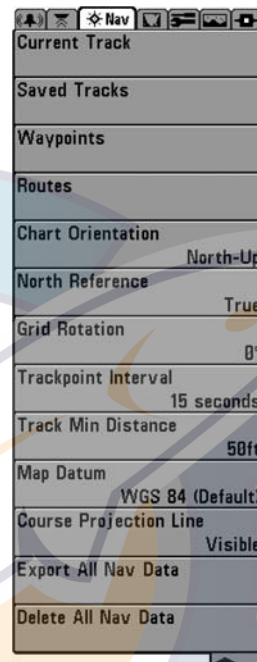 Nav
Current Track
Saved Tracks
Waypoints
Routes
Chart Orientation
North-Up
North Reference
True
Grid Rotation
0°
Trackpoint Interval
15 seconds
Track Min Distance
50ft
Map Datum
WGS 84 (Default)
Course Projection Line
Visible
Export All Nav Data
Delete All Nav Data